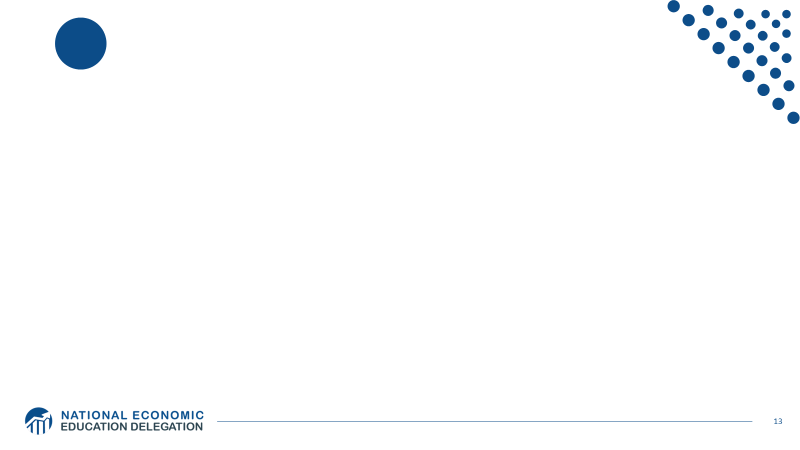 NATIONAL ECONOMIC
EDUCATION DELEGATION
13